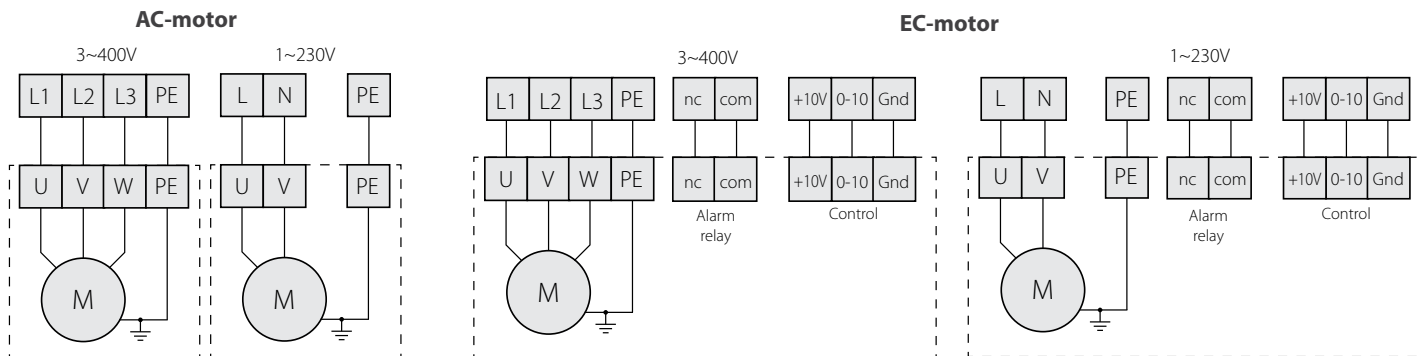 AC-motor
EC-motor
3~400V
1~230V
3~400V
1~230V
L1 L2 L3 PE
L N PE
L1 L2 L3 PE
nc com
+10V 0-10 Gnd
L N PE
nc com
+10V 0-10 Gnd
U V W PE
U V PE
U V W PE
nc com
+10V 0-10 Gnd
U V PE
nc com
+10V 0-10 Gnd
Alarm
relay
Control
Alarm
relay
Control
M
M
M
M